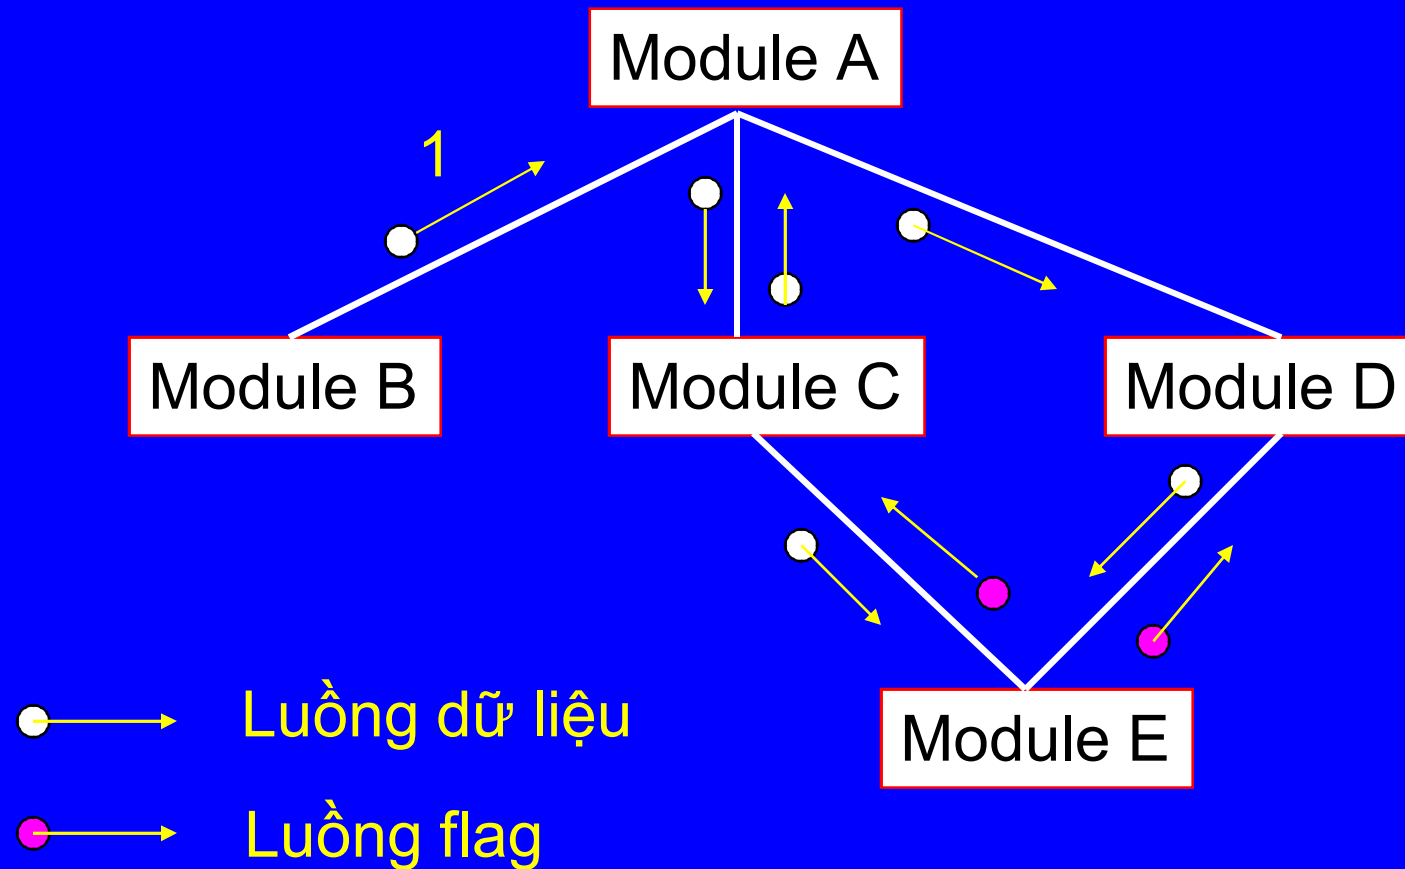 Module A
1
Module B
Module C
Module D
Luồng dữ liệu
Module E
Luồng flag